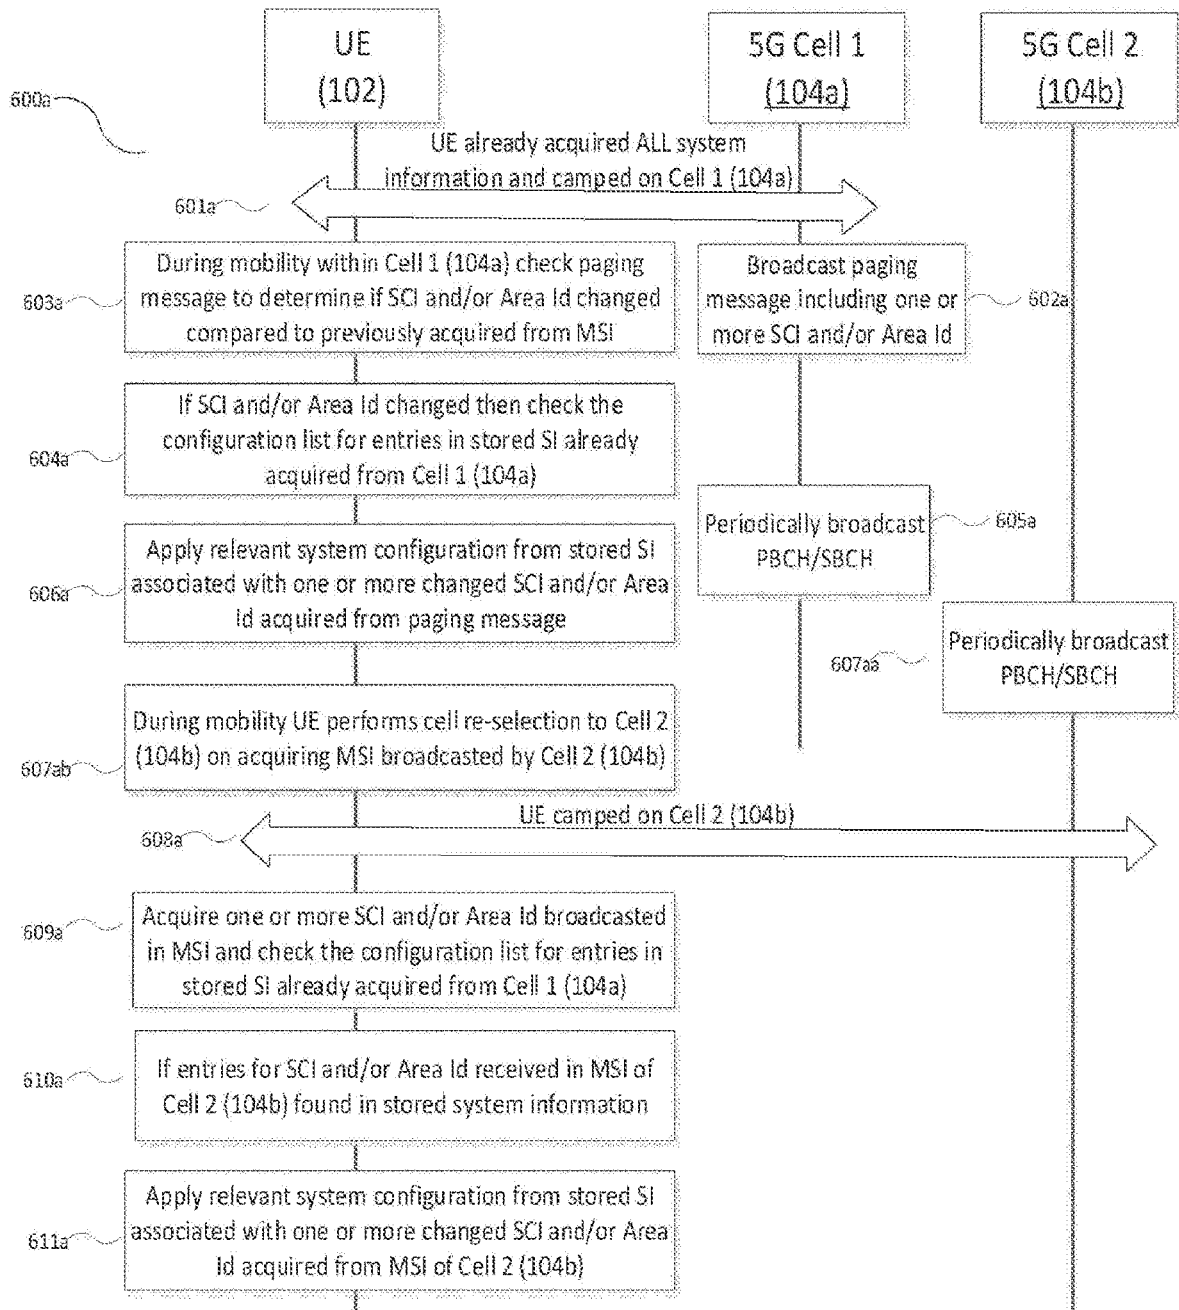 UE
(102)
5G Cell 1
(104a)
5G Cell 2
(104b)
600a
UE already acquired ALL system
information and camped on Cell 1 (104a)
601a
During mobility within Cell 1 (104a) check paging
message to determine if SCI and/or Area Id changed
compared to previously acquired from MSI
603a
Broadcast paging
message including one or
more SCI and/or Area Id
602a
If SCI and/or Area Id changed then check the
configuration list for entries in stored SI already
acquired from Cell 1 (104a)
604a
Periodically broadcast
PBCH/SBCH
605a
Apply relevant system configuration from stored SI
associated with one or more changed SCI and/or Area
Id acquired from paging message
606a
Periodically broadcast
PBCH/SBCH
607aa
During mobility UE performs cell re-selection to Cell 2
(104b) on acquiring MSI broadcasted by Cell 2 (104b)
607ab
UE camped on Cell 2 (104b)
608a
Acquire one or more SCI and/or Area Id broadcasted
in MSI and check the configuration list for entries in
stored SI already acquired from Cell 1 (104a)
609a
If entries for SCI and/or Area Id received in MSI of
Cell 2 (104b) found in stored system information
610a
Apply relevant system configuration from stored SI
associated with one or more changed SCI and/or Area
Id acquired from MSI of Cell 2 (104b)
611a